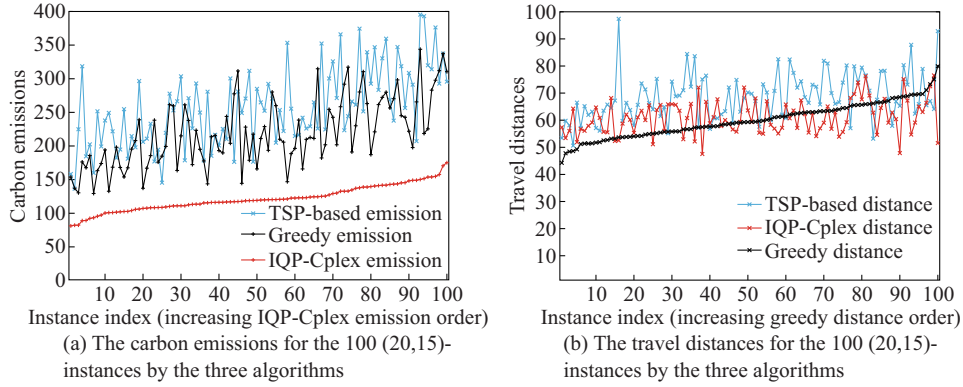 400
350
300
250
200
150
100
50
0
Carbon emissions
TSP-based emission
Greedy emission
IQP-Cplex emission
10 20 30 40 50 60 70 80 90 100
Instance index (increasing IQP-Cplex emission order)
(a) The carbon emissions for the 100 (20,15)-
instances by the three algorithms
100
90
80
70
60
50
40
30
20
10
Travel distances
TSP-based distance
IQP-Cplex distance
Greedy distance
10 20 30 40 50 60 70 80 90 100
Instance index (increasing greedy distance order)
(b) The travel distances for the 100 (20,15)-
instances by the three algorithms